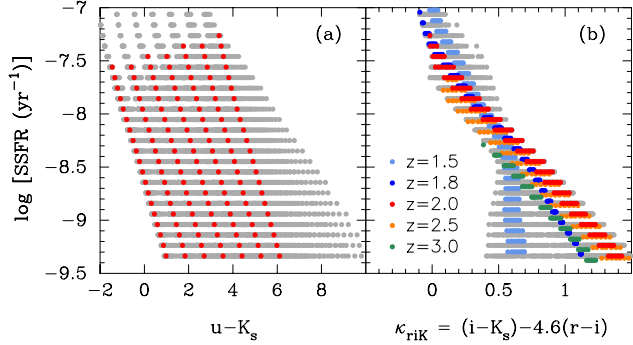 −7
−7.5
−8
−8.5
−9
−9.5
log [SSFR (yr⁻¹)]
(a)
−2 0 2 4 6 8
u−Kₛ
(b)
z=1.5
z=1.8
z=2.0
z=2.5
z=3.0
0 0.5 1
κ_riK = (i−Kₛ)−4.6(r−i)